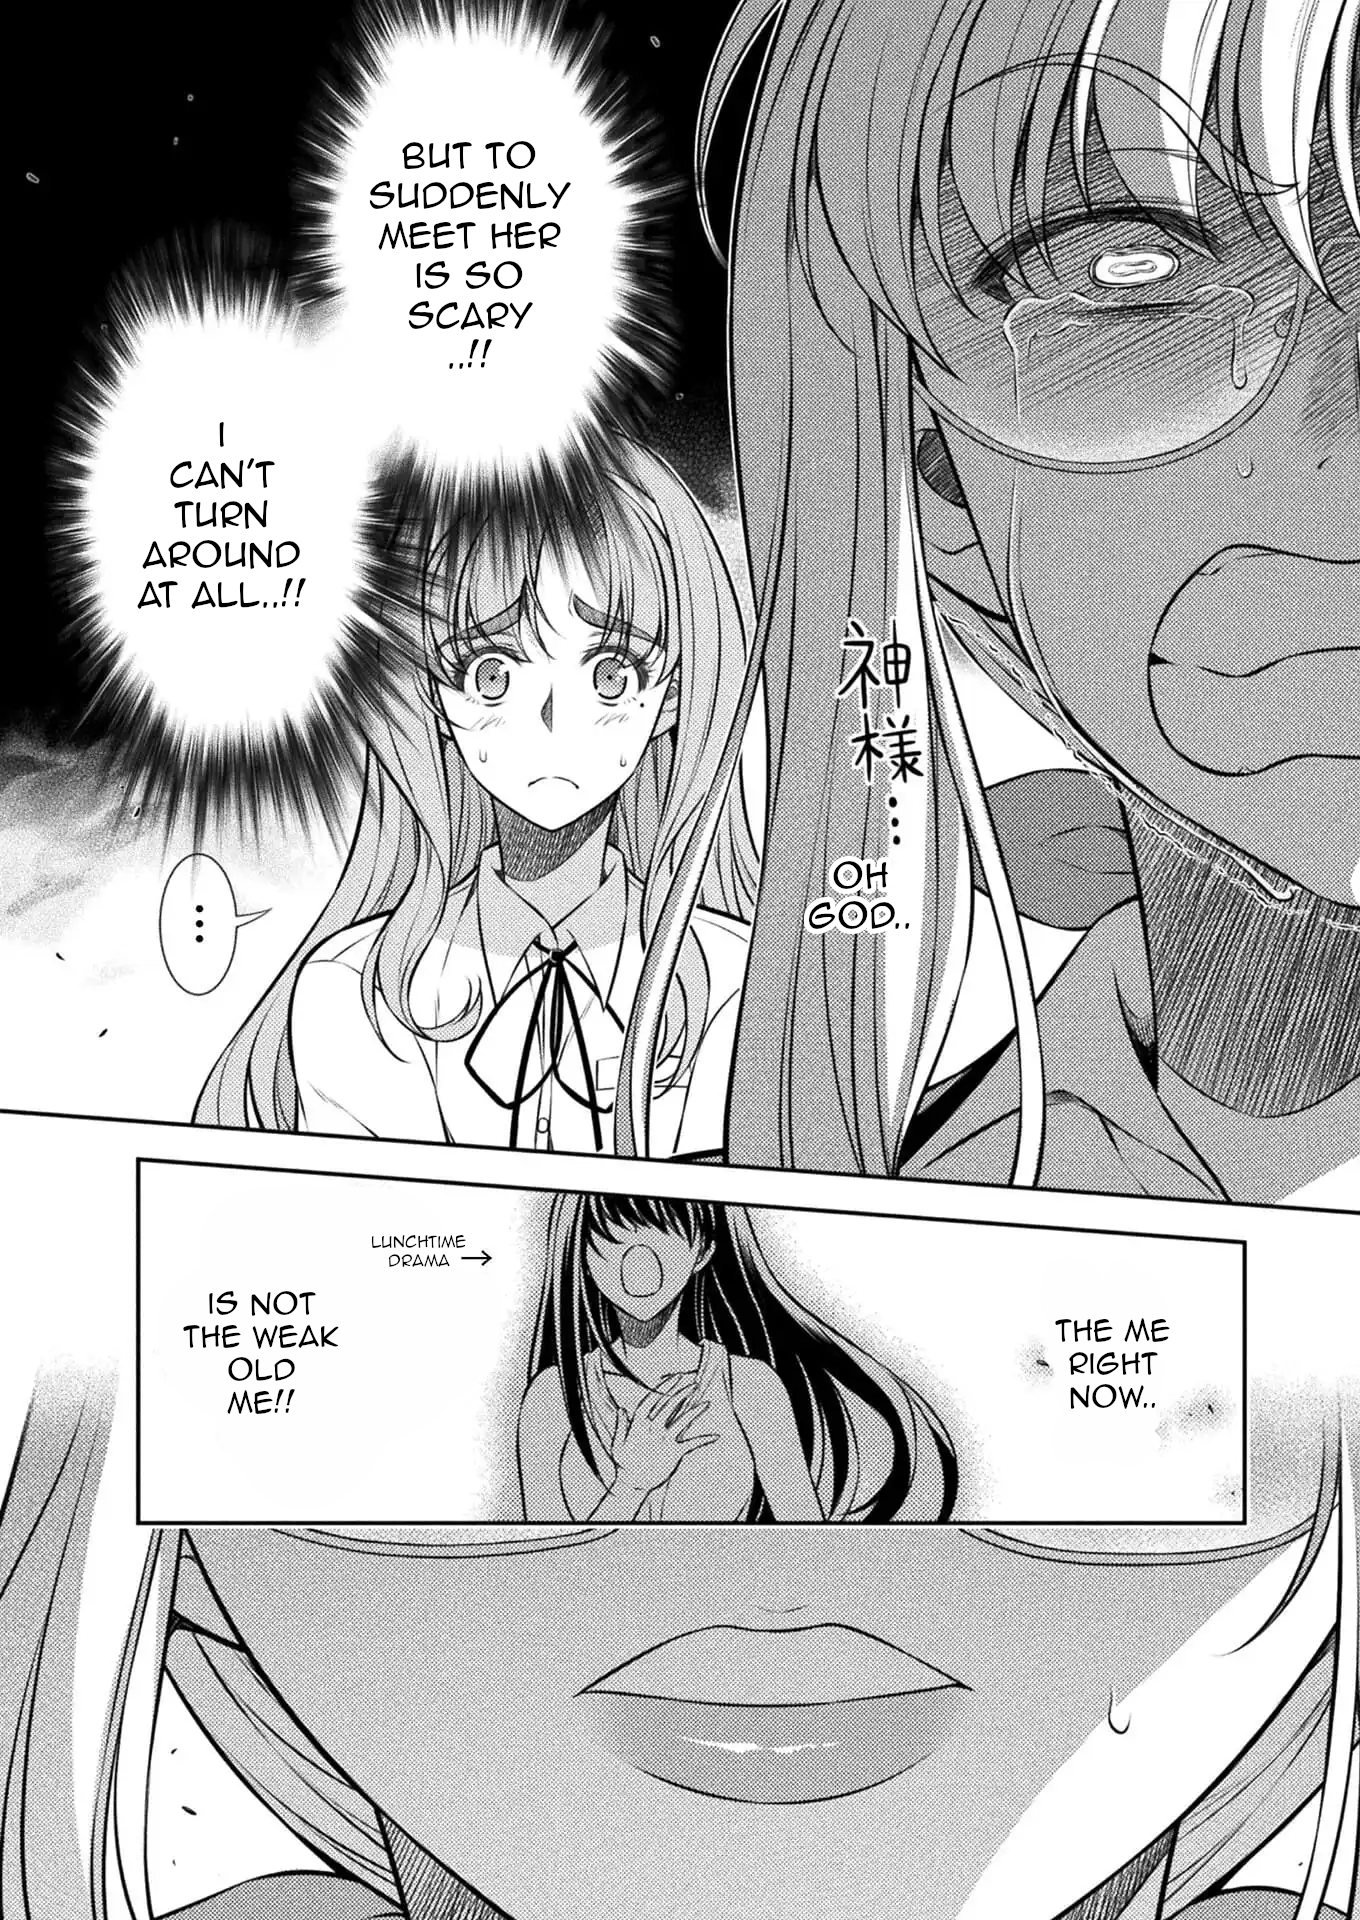 BUT TO
SUDDENLY
MEET HER
IS SO
SCARY
..!!
I
CAN'T
TURN
AROUND
AT ALL..!!
神様…
OH
GOD..
...
THE ME
RIGHT
NOW..
LUNCHTIME
DRAMA →
IS NOT
THE WEAK
OLD
ME!!